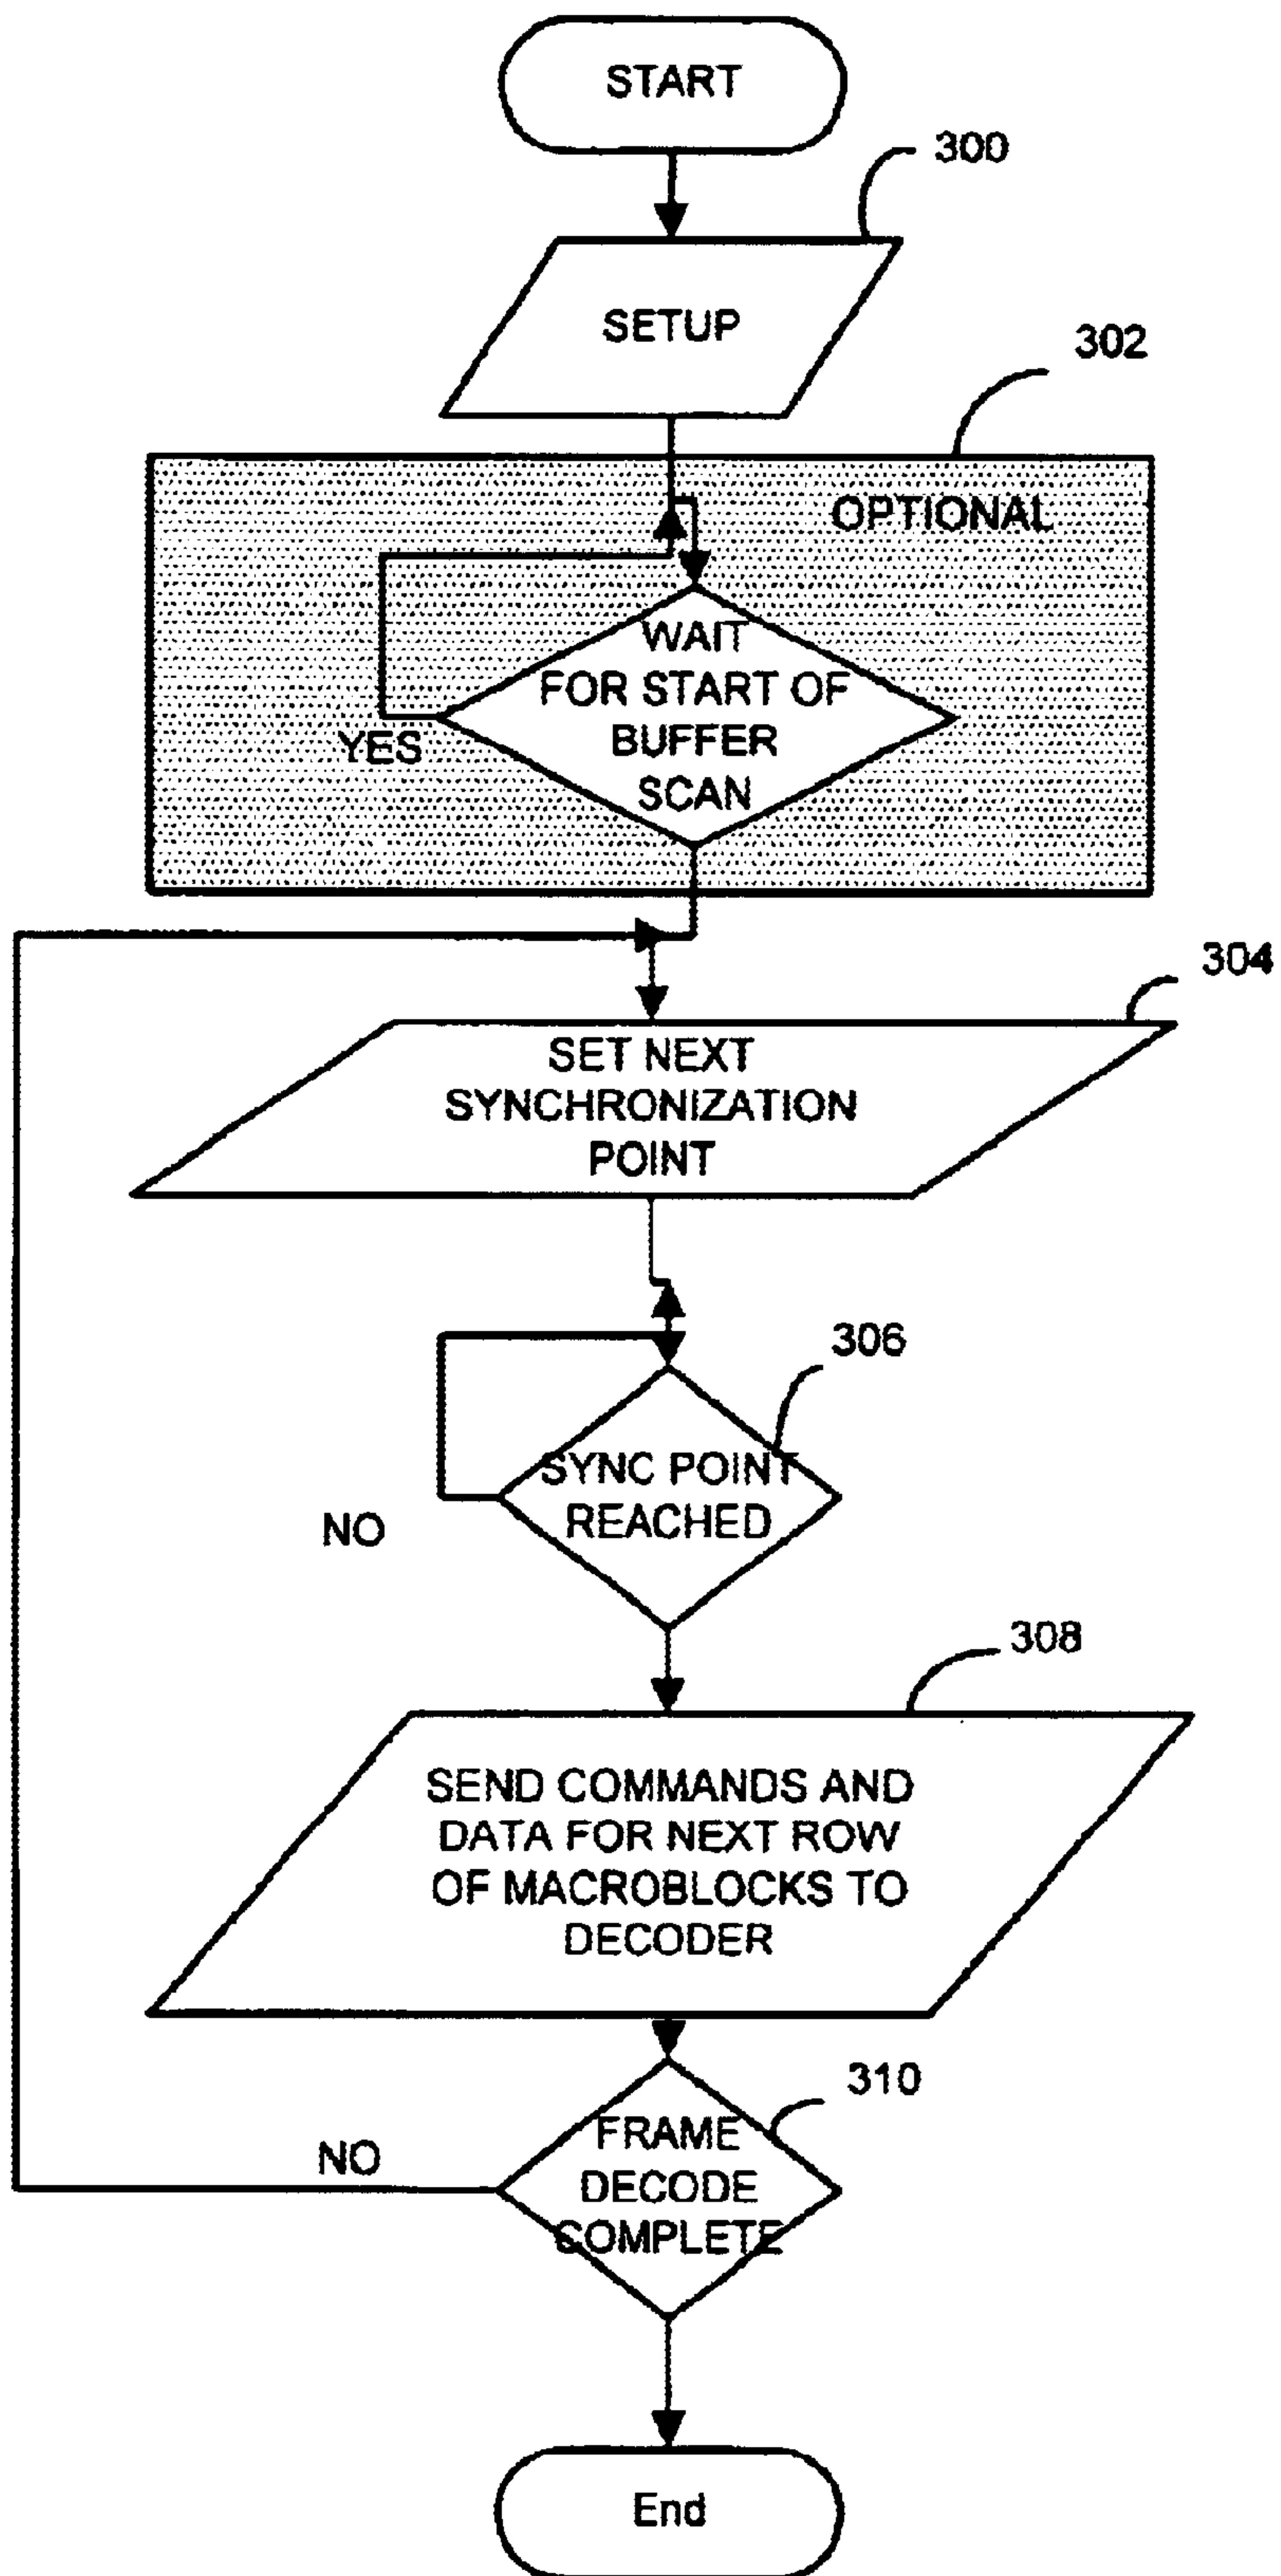 START
300
SETUP
302
OPTIONAL
WAIT
FOR START OF
BUFFER
SCAN
YES
304
SET NEXT
SYNCHRONIZATION
POINT
306
SYNC POINT
REACHED
NO
308
SEND COMMANDS AND
DATA FOR NEXT ROW
OF MACROBLOCKS TO
DECODER
310
FRAME
DECODE
COMPLETE
NO
End